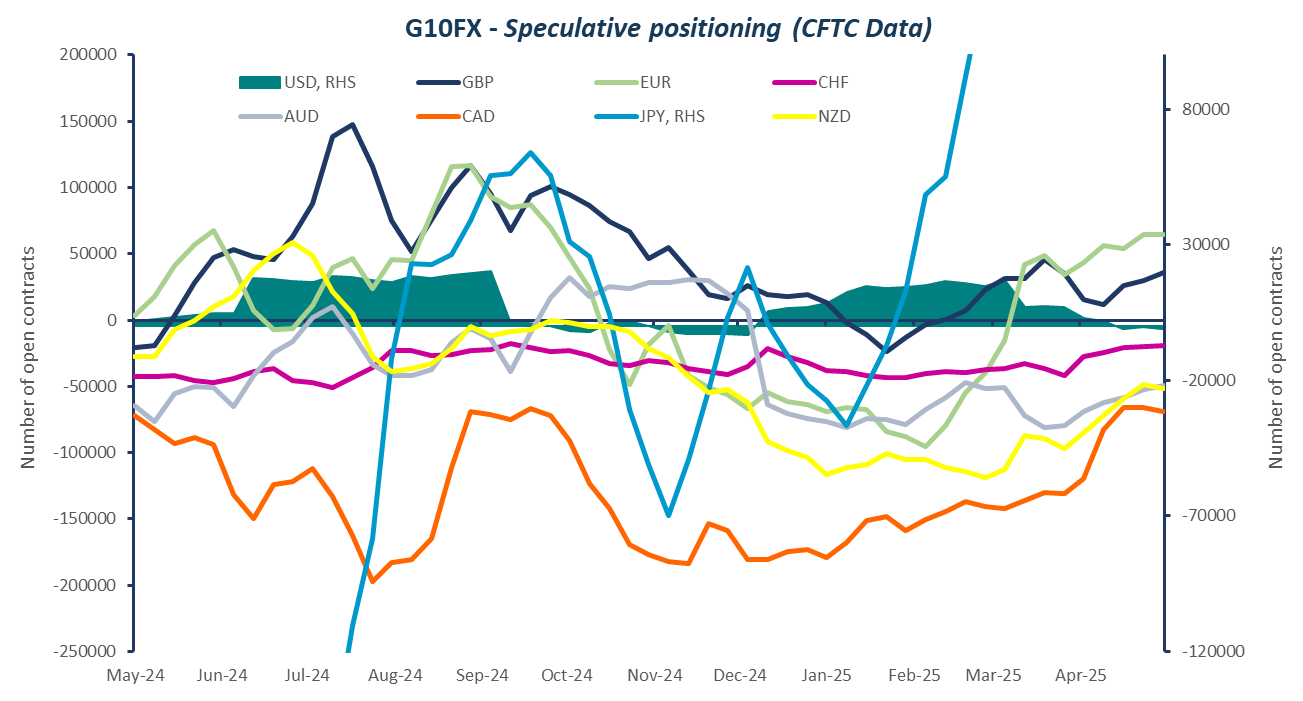 G10FX - Speculative positioning (CFTC Data)
USD, RHS GBP EUR CHF
AUD CAD JPY, RHS NZD
Number of open contracts
200000
150000
100000
50000
0
-50000
-100000
-150000
-200000
-250000
80000
30000
-20000
-70000
-120000
Number of open contracts
May-24 Jun-24 Jul-24 Aug-24 Sep-24 Oct-24 Nov-24 Dec-24 Jan-25 Feb-25 Mar-25 Apr-25